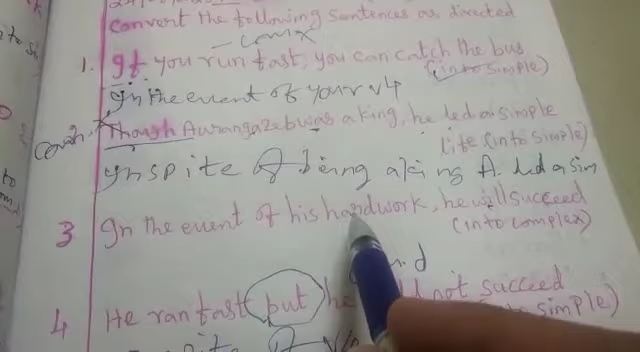 Convert the following sentences as directed
1. If you run fast, you can catch the bus
(into simple)
In the event of your v4
Though Aurangazeb was a king, he led a simple
life (into simple)
Inspite of being a king A. led a sim
3 In the event of his hardwork, he will succeed
(into complex)
4 He ran fast but he not succeed
simple)